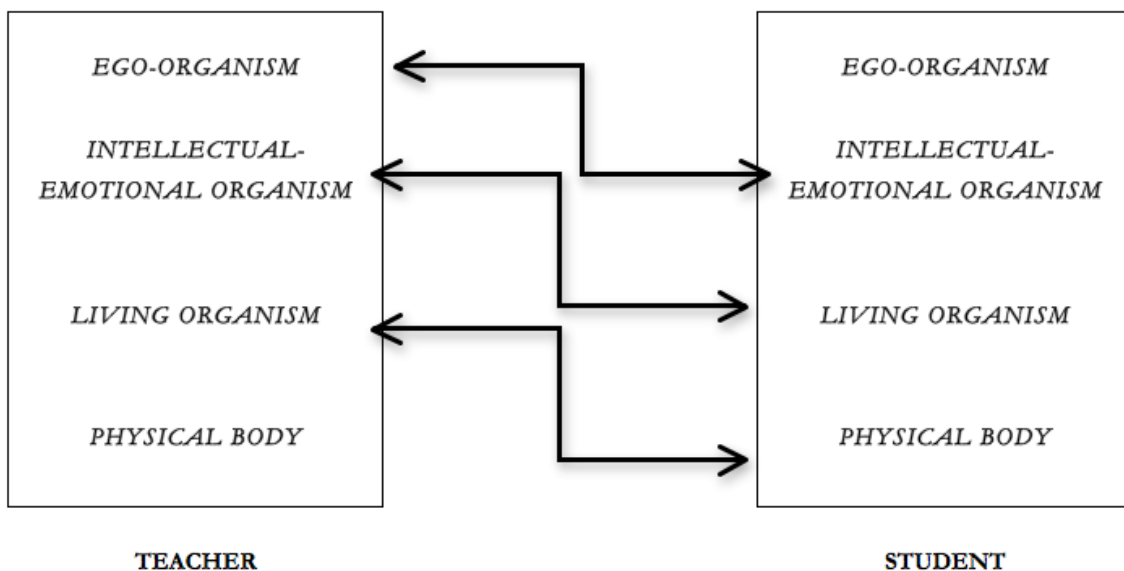 EGO-ORGANISM
INTELLECTUAL-
EMOTIONAL ORGANISM
LIVING ORGANISM
PHYSICAL BODY
TEACHER
EGO-ORGANISM
INTELLECTUAL-
EMOTIONAL ORGANISM
LIVING ORGANISM
PHYSICAL BODY
STUDENT